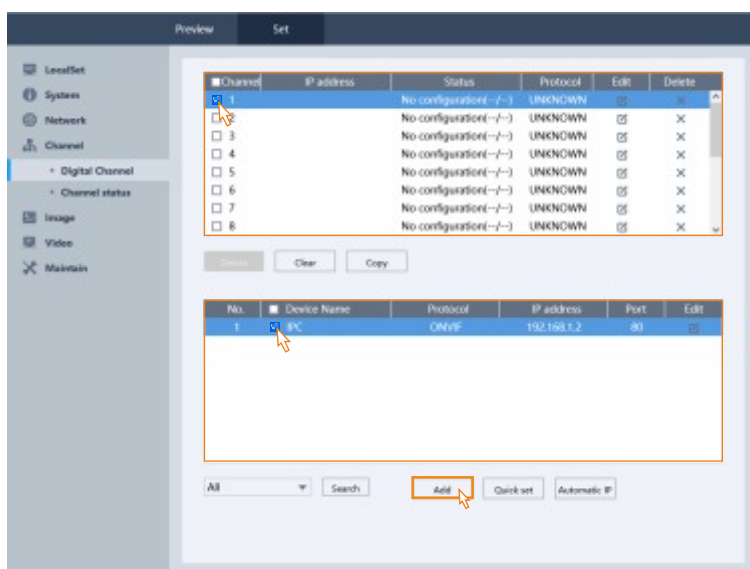 Preview Set
LocalSet
System
Network
Channel
Digital Channel
Channel status
Image
Video
Maintain
Channel IP address Status Protocol Edit Delete
1 No configuration(--/--) UNKNOWN
2 No configuration(--/--) UNKNOWN
3 No configuration(--/--) UNKNOWN
4 No configuration(--/--) UNKNOWN
5 No configuration(--/--) UNKNOWN
6 No configuration(--/--) UNKNOWN
7 No configuration(--/--) UNKNOWN
8 No configuration(--/--) UNKNOWN
Delete Clear Copy
No. Device Name Protocol IP address Port Edit
1 IPC ONVIF 192.168.1.2 80
All Search Add Quick set Automatic IP